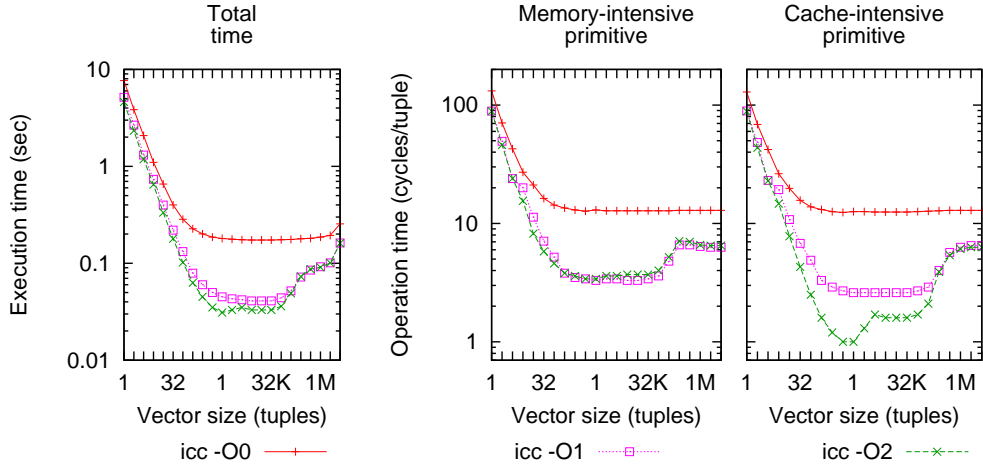 Total
time
Memory-intensive
primitive
Cache-intensive
primitive
Execution time (sec)
10
1
0.1
0.01
1 32 1 32K 1M
Vector size (tuples)
Operation time (cycles/tuple)
100
10
1
1 32 1 32K 1M
Vector size (tuples)
1 32 1 32K 1M
Vector size (tuples)
icc -O0
icc -O1
icc -O2